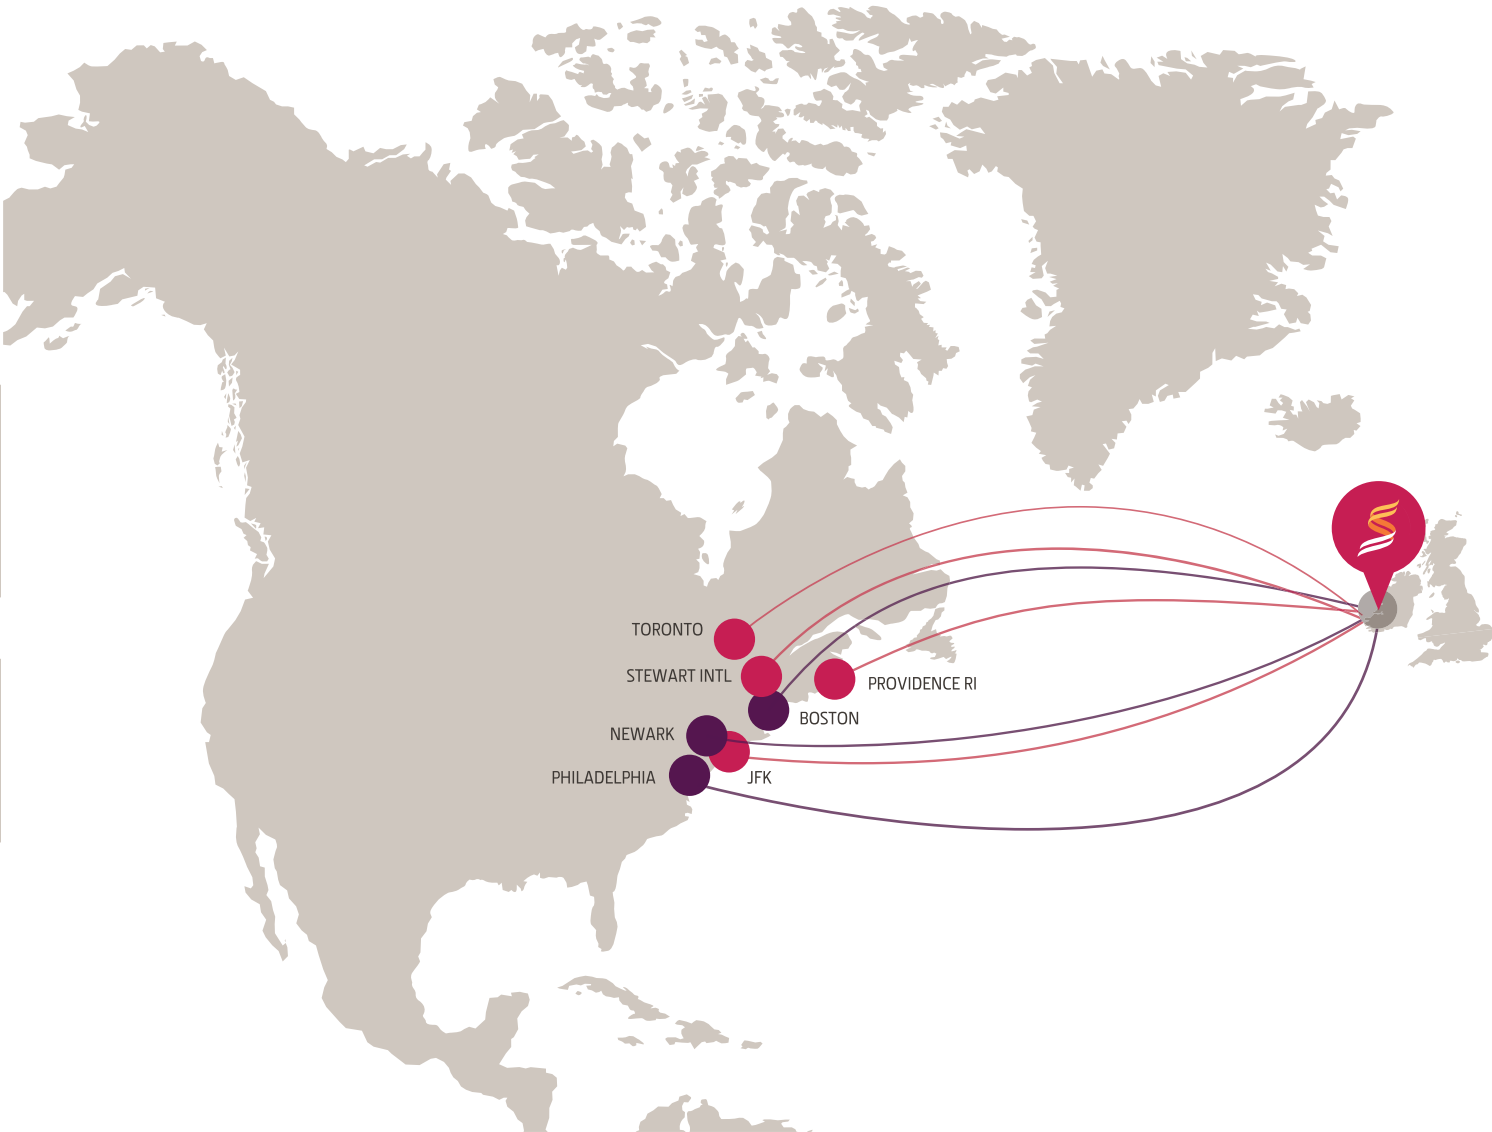 TORONTO
STEWART INTL
PROVIDENCE RI
BOSTON
NEWARK
PHILADELPHIA
JFK